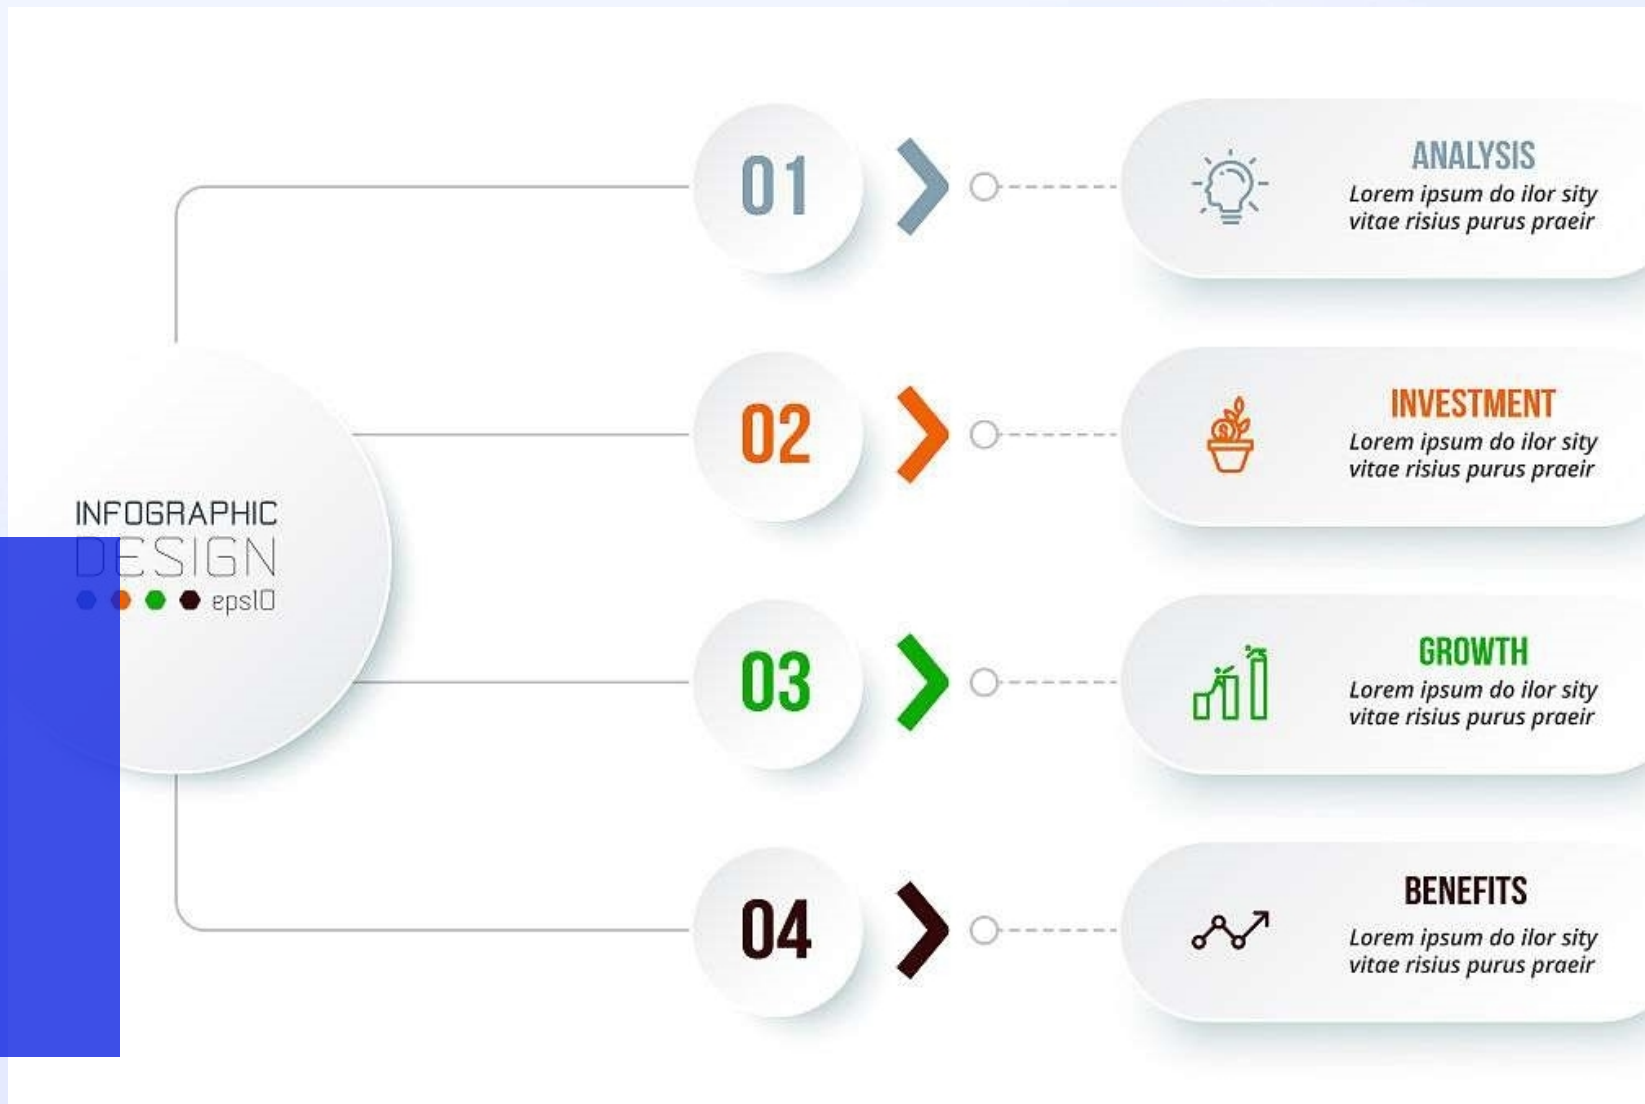 01
ANALYSIS
Lorem ipsum do ilor sity
vitae risius purus praeir
02
INVESTMENT
Lorem ipsum do ilor sity
vitae risius purus praeir
INFOGRAPHIC
DESIGN
eps10
03
GROWTH
Lorem ipsum do ilor sity
vitae risius purus praeir
04
BENEFITS
Lorem ipsum do ilor sity
vitae risius purus praeir